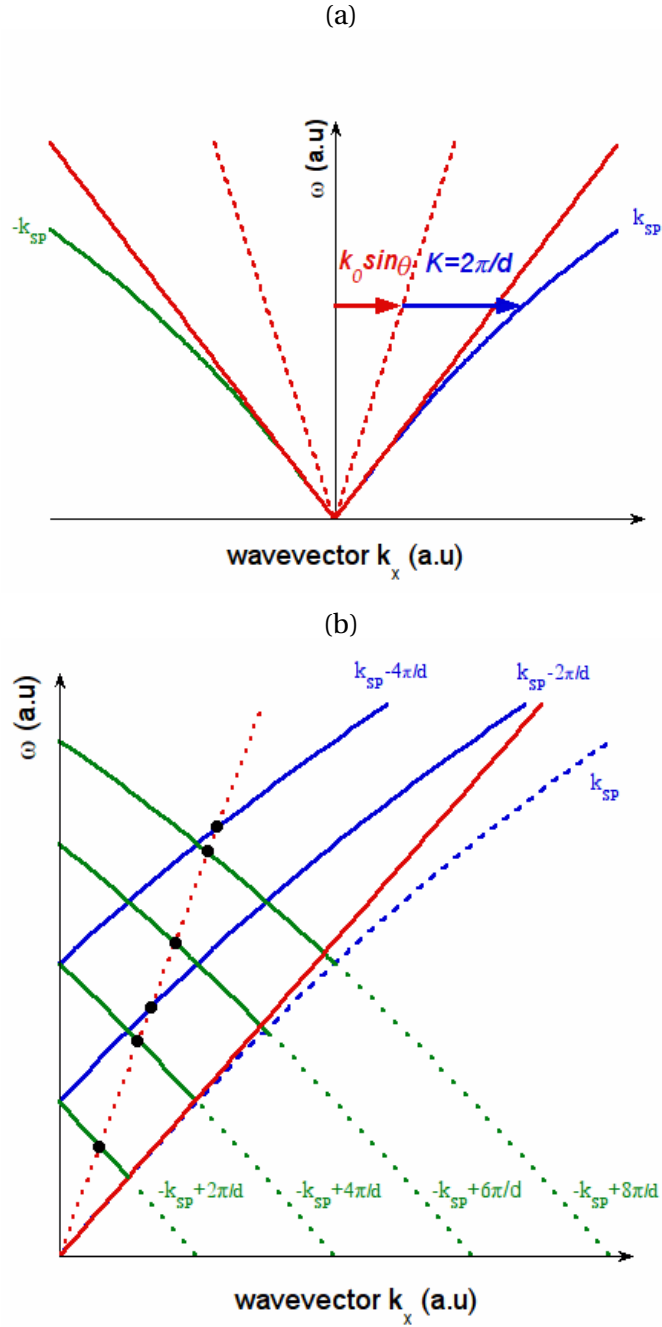 (a)
ω (a.u)
-k_SP
k_SP
k_0 sinθ
K=2π/d
wavevector k_x (a.u)
(b)
ω (a.u)
k_SP-4π/d
k_SP-2π/d
k_SP
-k_SP+2π/d
-k_SP+4π/d
-k_SP+6π/d
-k_SP+8π/d
wavevector k_x (a.u)